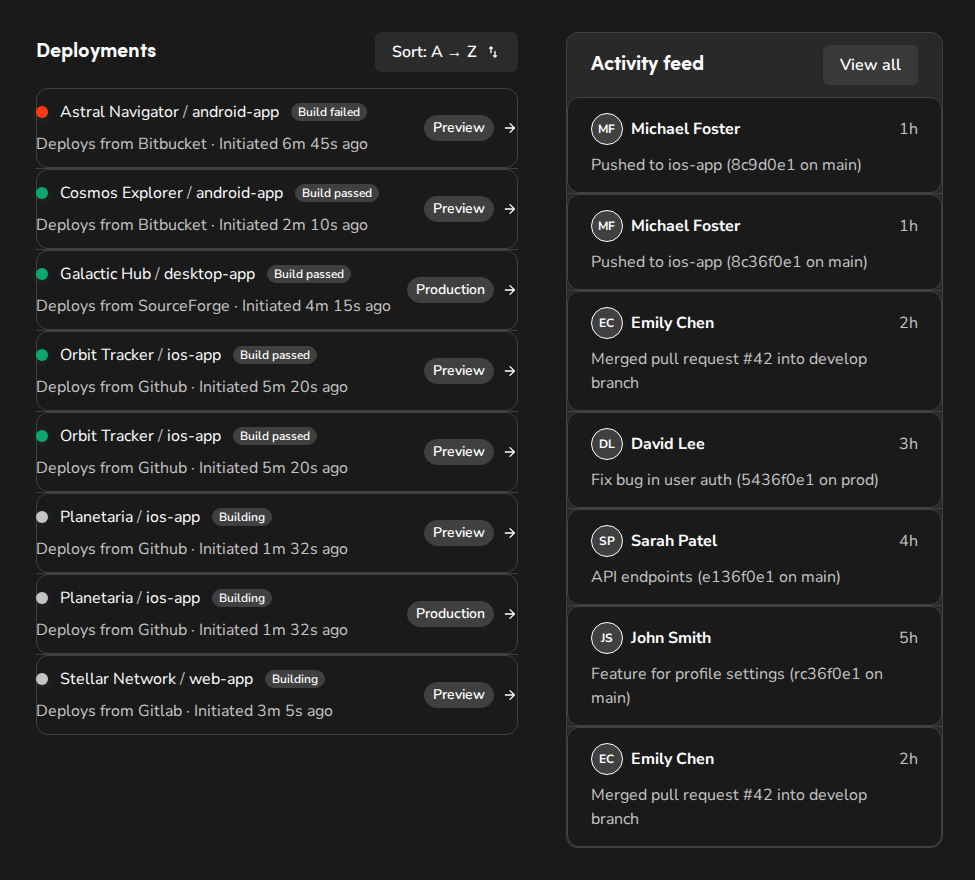 Deployments
Sort: A → Z
Astral Navigator / android-app Build failed
Deploys from Bitbucket · Initiated 6m 45s ago
Preview
Cosmos Explorer / android-app Build passed
Deploys from Bitbucket · Initiated 2m 10s ago
Preview
Galactic Hub / desktop-app Build passed
Deploys from SourceForge · Initiated 4m 15s ago
Production
Orbit Tracker / ios-app Build passed
Deploys from Github · Initiated 5m 20s ago
Preview
Orbit Tracker / ios-app Build passed
Deploys from Github · Initiated 5m 20s ago
Preview
Planetaria / ios-app Building
Deploys from Github · Initiated 1m 32s ago
Preview
Planetaria / ios-app Building
Deploys from Github · Initiated 1m 32s ago
Production
Stellar Network / web-app Building
Deploys from Gitlab · Initiated 3m 5s ago
Preview
Activity feed
View all
MF Michael Foster 1h
Pushed to ios-app (8c9d0e1 on main)
MF Michael Foster 1h
Pushed to ios-app (8c36f0e1 on main)
EC Emily Chen 2h
Merged pull request #42 into develop
branch
DL David Lee 3h
Fix bug in user auth (5436f0e1 on prod)
SP Sarah Patel 4h
API endpoints (e136f0e1 on main)
JS John Smith 5h
Feature for profile settings (rc36f0e1 on
main)
EC Emily Chen 2h
Merged pull request #42 into develop
branch